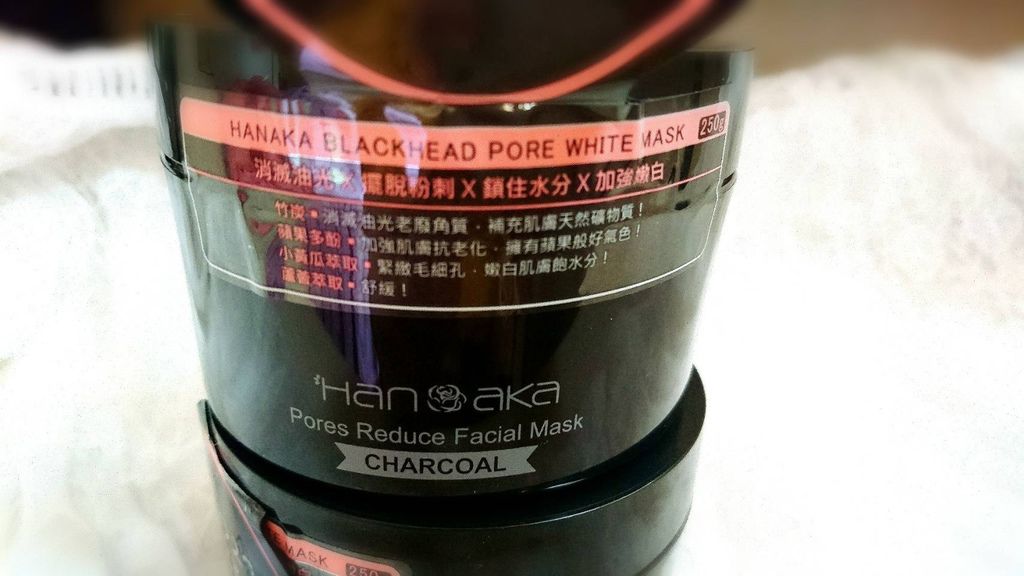 HANAKA BLACKHEAD PORE WHITE MASK 250g
消滅油光 X 擺脫粉刺 X 鎖住水分 X 加強嫩白
竹炭▪消滅油光老廢角質﹒補充肌膚天然礦物質！
蘋果多酚▪加強肌膚抗老化﹒擁有蘋果般好氣色！
小黃瓜萃取▪緊緻毛細孔﹒嫩白肌膚飽水分！
蘆薈萃取▪舒緩！
Hanaka
Pores Reduce Facial Mask
CHARCOAL
MASK 250g